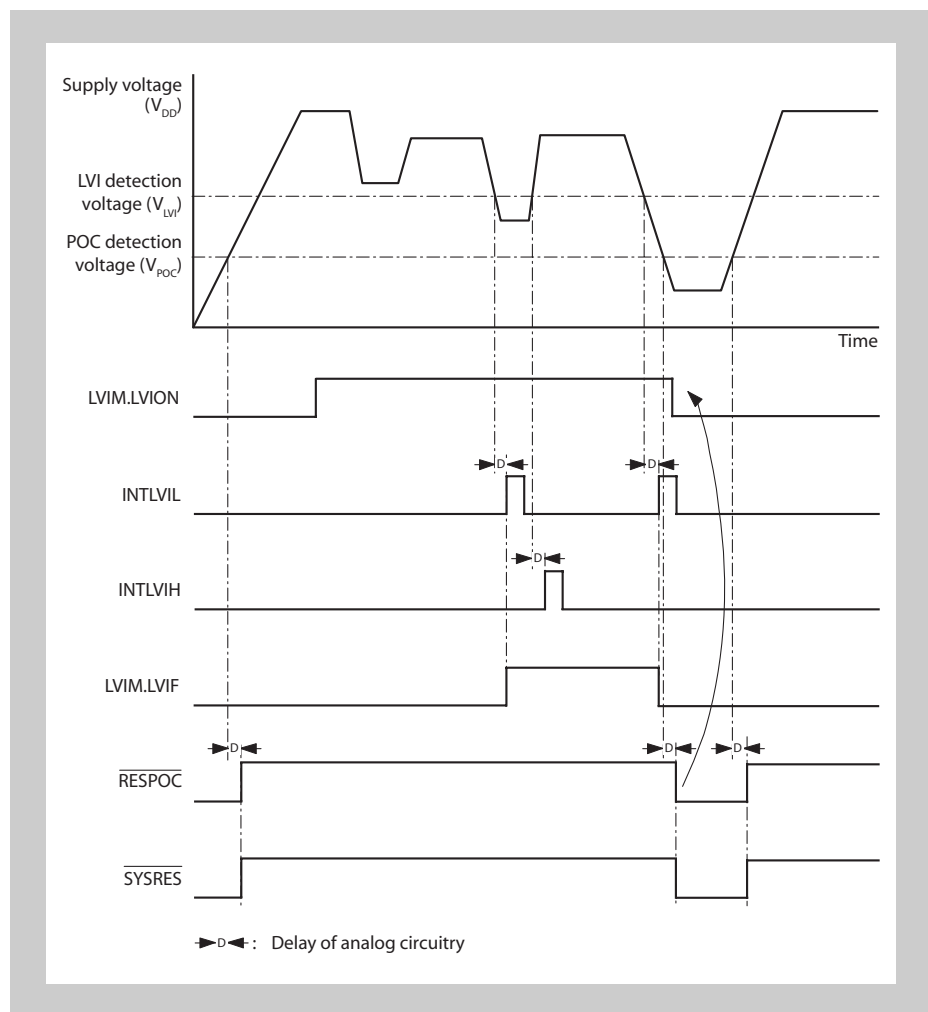 Supply voltage
(VDD)
LVI detection
voltage (VLVI)
POC detection
voltage (VPOC)
Time
LVIM.LVION
D
D
INTLVIL
D
INTLVIH
LVIM.LVIF
D
D
D
RESPOC
SYSRES
D : Delay of analog circuitry